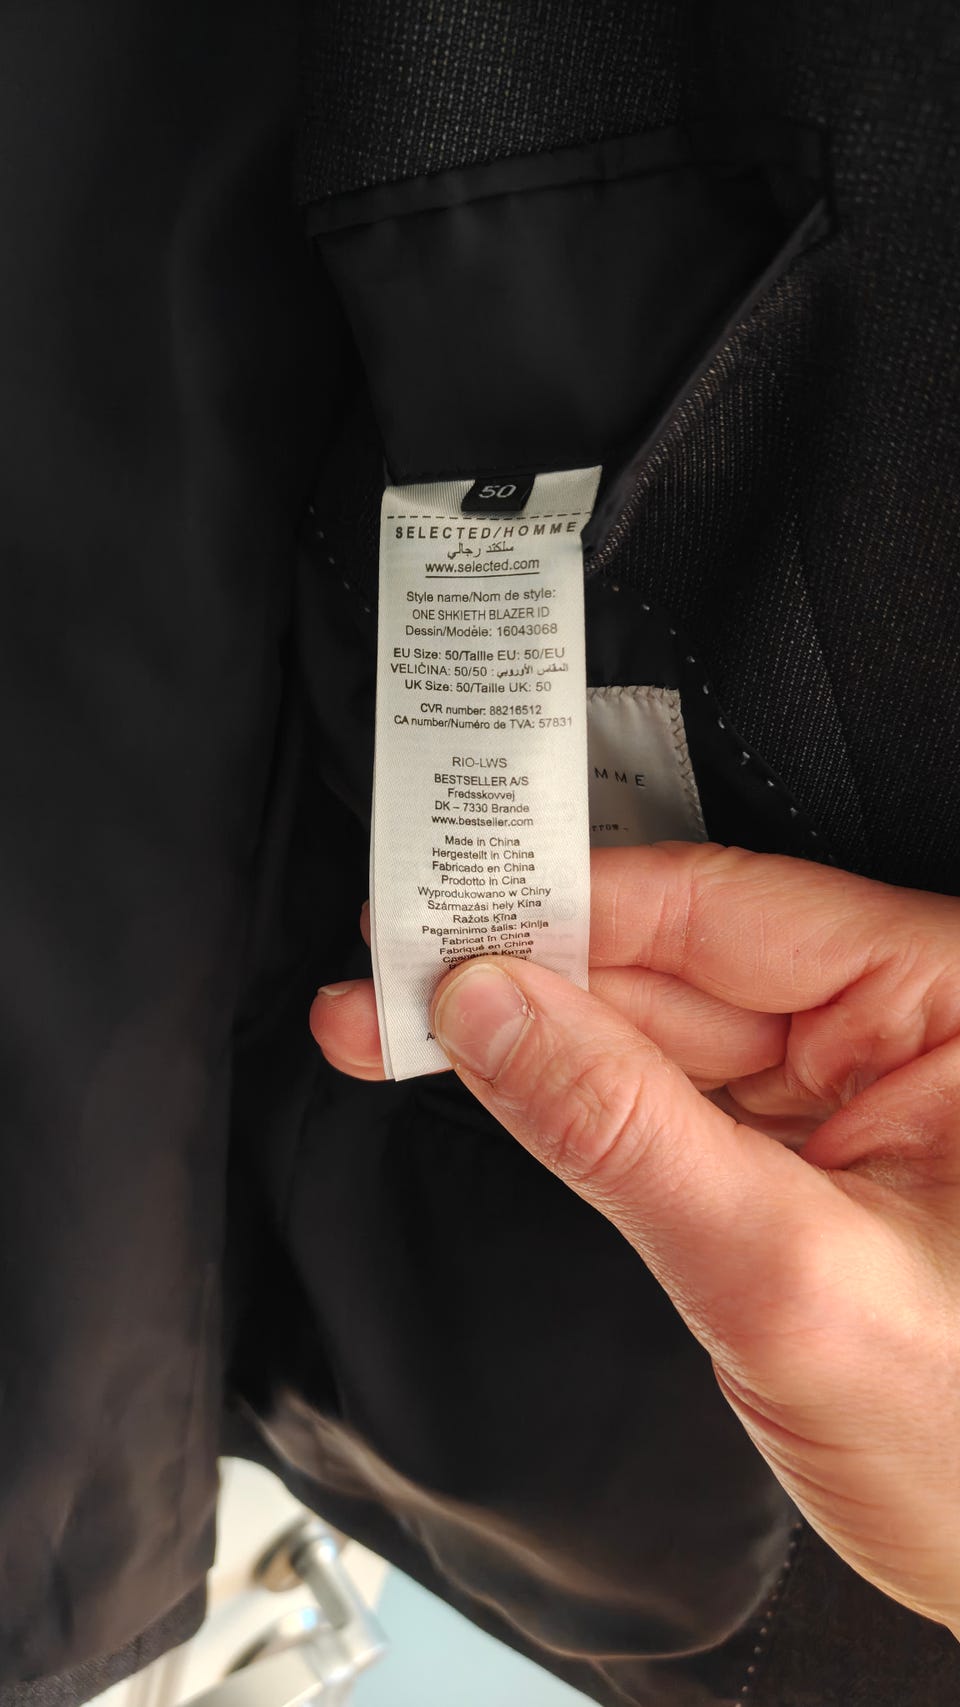 50
SELECTED/HOMME
سلكتد رجالي
www.selected.com
Style name/Nom de style:
ONE SHKIETH BLAZER ID
Dessin/Modèle: 16043068
EU Size: 50/Taille EU: 50/EU
VELIČINA: 50/50 : المقاس الأوروبي
UK Size: 50/Taille UK: 50
CVR number: 88216512
CA number/Numéro de TVA: 57831
RIO-LWS
BESTSELLER A/S
Fredsskovvej
DK – 7330 Brande
www.bestseller.com
Made in China
Hergestellt in China
Fabricado en China
Prodotto in Cina
Wyprodukowano w Chiny
Származási hely Kína
Ražots Ķīna
Pagaminimo šalis: Kinija
Fabricat în China
Fabriqué en Chine
Сделано в Китай
MME